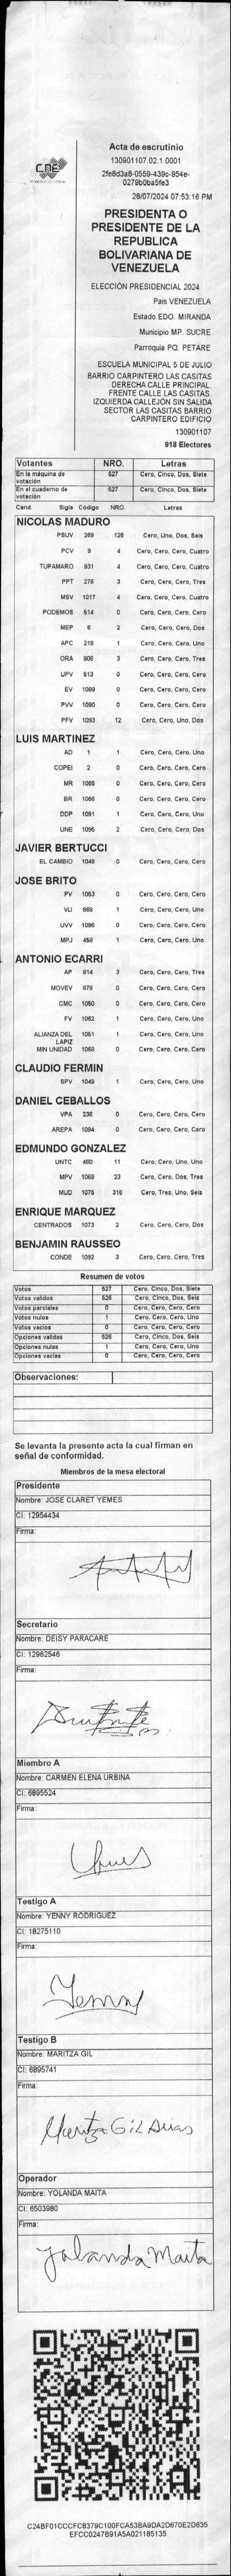 CNE
Acta de escrutinio
130901107.02.1.0001
2fe8d3a8-0559-439c-954e-
0279b0ba5fe3
28/07/2024 07:53:16 PM
PRESIDENTA O
PRESIDENTE DE LA
REPUBLICA
BOLIVARIANA DE
VENEZUELA
ELECCIÓN PRESIDENCIAL 2024
País VENEZUELA
Estado EDO. MIRANDA
Municipio MP. SUCRE
Parroquia PQ. PETARE
ESCUELA MUNICIPAL 5 DE JULIO
BARRIO CARPINTERO LAS CASITAS
DERECHA CALLE PRINCIPAL.
FRENTE CALLE LAS CASITAS.
IZQUIERDA CALLEJÓN SIN SALIDA
SECTOR LAS CASITAS BARRIO
CARPINTERO EDIFICIO
130901107
918 Electores
Votantes NRO. Letras
En la máquina de votación 527 Cero, Cinco, Dos, Siete
En el cuaderno de votación 527 Cero, Cinco, Dos, Siete
Cand. Sigla Código NRO. Letras
NICOLAS MADURO
PSUV 269 126 Cero, Uno, Dos, Seis
PCV 9 4 Cero, Cero, Cero, Cuatro
TUPAMARO 931 4 Cero, Cero, Cero, Cuatro
PPT 276 3 Cero, Cero, Cero, Tres
MSV 1017 4 Cero, Cero, Cero, Cuatro
PODEMOS 514 0 Cero, Cero, Cero, Cero
MEP 6 2 Cero, Cero, Cero, Dos
APC 219 1 Cero, Cero, Cero, Uno
ORA 906 3 Cero, Cero, Cero, Tres
UPV 513 0 Cero, Cero, Cero, Cero
EV 1089 0 Cero, Cero, Cero, Cero
PVV 1090 0 Cero, Cero, Cero, Cero
PFV 1093 12 Cero, Cero, Uno, Dos
LUIS MARTINEZ
AD 1 1 Cero, Cero, Cero, Uno
COPEI 2 0 Cero, Cero, Cero, Cero
MR 1065 0 Cero, Cero, Cero, Cero
BR 1066 0 Cero, Cero, Cero, Cero
DDP 1091 1 Cero, Cero, Cero, Uno
UNE 1095 2 Cero, Cero, Cero, Dos
JAVIER BERTUCCI
EL CAMBIO 1048 0 Cero, Cero, Cero, Cero
JOSE BRITO
PV 1053 0 Cero, Cero, Cero, Cero
VU 868 1 Cero, Cero, Cero, Uno
UVV 1096 0 Cero, Cero, Cero, Cero
MPJ 459 1 Cero, Cero, Cero, Uno
ANTONIO ECARRI
AP 814 3 Cero, Cero, Cero, Tres
MOVEV 878 0 Cero, Cero, Cero, Cero
CMC 1050 0 Cero, Cero, Cero, Cero
FV 1062 1 Cero, Cero, Cero, Uno
ALIANZA DEL LAPIZ 1051 1 Cero, Cero, Cero, Uno
MIN UNIDAD 1069 0 Cero, Cero, Cero, Cero
CLAUDIO FERMIN
SPV 1049 1 Cero, Cero, Cero, Uno
DANIEL CEBALLOS
VPA 236 0 Cero, Cero, Cero, Cero
AREPA 1094 0 Cero, Cero, Cero, Cero
EDMUNDO GONZALEZ
UNTC 460 11 Cero, Cero, Uno, Uno
MPV 1069 23 Cero, Cero, Dos, Tres
MUD 1075 316 Cero, Tres, Uno, Seis
ENRIQUE MARQUEZ
CENTRADOS 1073 2 Cero, Cero, Cero, Dos
BENJAMIN RAUSSEO
CONDE 1092 3 Cero, Cero, Cero, Tres
Resumen de votos
Votos 527 Cero, Cinco, Dos, Siete
Votos validos 526 Cero, Cinco, Dos, Seis
Votos parciales 0 Cero, Cero, Cero, Cero
Votos nulos 1 Cero, Cero, Cero, Uno
Votos vacios 0 Cero, Cero, Cero, Cero
Opciones validas 526 Cero, Cinco, Dos, Seis
Opciones nulas 1 Cero, Cero, Cero, Uno
Opciones vacias 0 Cero, Cero, Cero, Cero
Observaciones:
Se levanta la presente acta la cual firman en
señal de conformidad.
Miembros de la mesa electoral
Presidente
Nombre: JOSE CLARET YEMES
CI: 12954434
Firma:
Secretario
Nombre: DEISY PARACARE
CI: 12962546
Firma:
Miembro A
Nombre: CARMEN ELENA URBINA
CI: 6895524
Firma:
Testigo A
Nombre: YENNY RODRIGUEZ
CI: 18275110
Firma:
Yenny
Testigo B
Nombre: MARITZA GIL
CI: 6895741
Firma:
Maritza Gil Arias
Operador
Nombre: YOLANDA MAITA
CI: 6503980
Firma:
Yolanda Maita
C24BF01CCCFC8379C100FCA53BA9DA2D670E2D635
EFCC0247B91A5A021185135